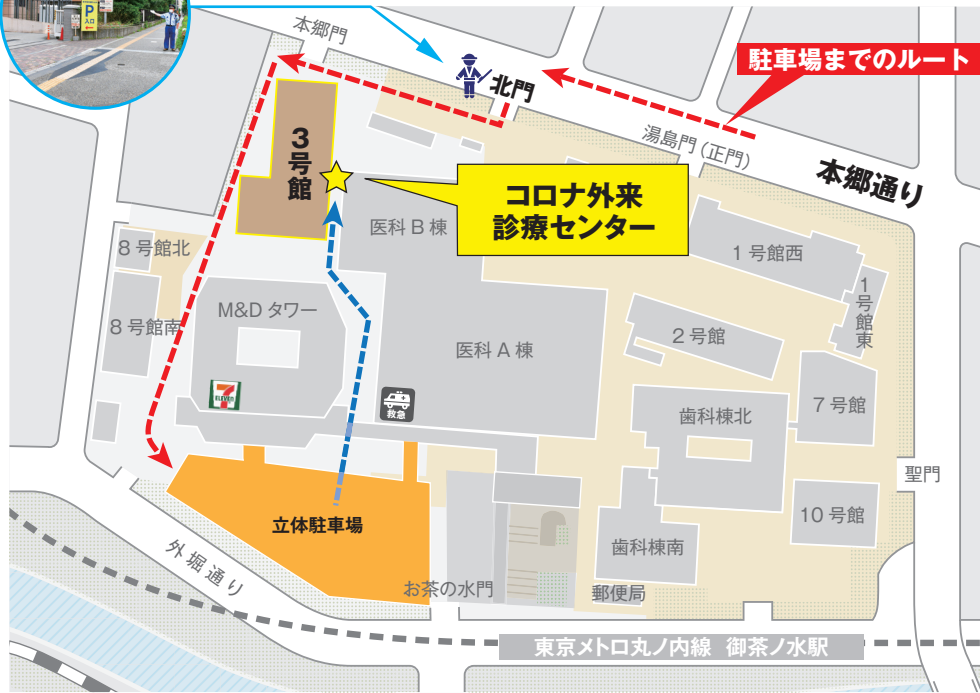 P
入口
本郷門
駐車場までのルート
北門
湯島門(正門)
本郷通り
3号館
コロナ外来
診療センター
医科B棟
1号館西
1号館東
8号館北
8号館南
M&Dタワー
医科A棟
2号館
7 ELEVEn
救急
歯科棟北
7号館
聖門
立体駐車場
10号館
外堀通り
歯科棟南
お茶の水門
郵便局
東京メトロ丸ノ内線 御茶ノ水駅